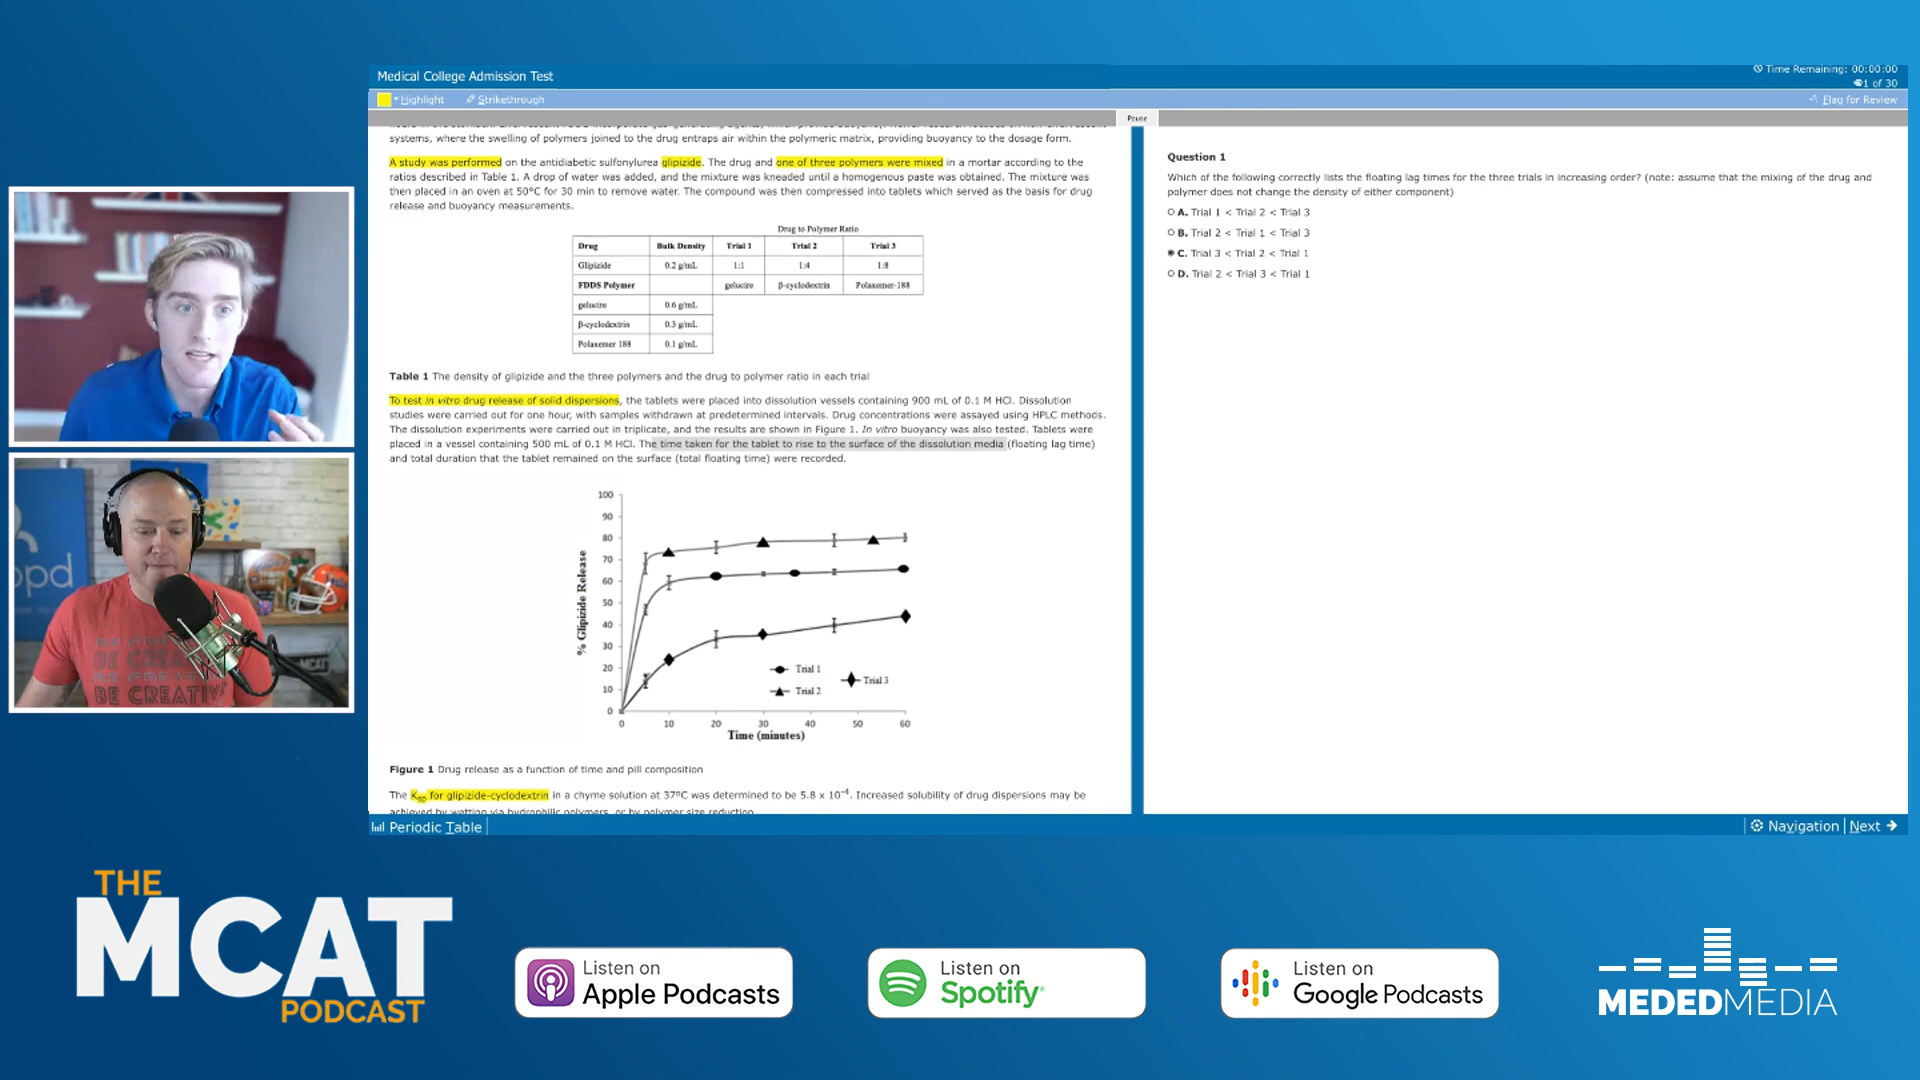 Medical College Admission Test
Time Remaining: 00:00:00
1 of 30
Highlight
Strikethrough
Flag for Review
Pause
systems, where the swelling of polymers joined to the drug entraps air within the polymeric matrix, providing buoyancy to the dosage form.
A study was performed on the antidiabetic sulfonylurea glipizide. The drug and one of three polymers were mixed in a mortar according to the
ratios described in Table 1. A drop of water was added, and the mixture was kneaded until a homogenous paste was obtained. The mixture was
then placed in an oven at 50°C for 30 min to remove water. The compound was then compressed into tablets which served as the basis for drug
release and buoyancy measurements.
Drug to Polymer Ratio
Drug Bulk Density Trial 1 Trial 2 Trial 3
Glipizide 0.2 g/mL 1:1 1:4 1:8
FDDS Polymer gelucire β-cyclodextrin Polaxemer-188
gelucire 0.6 g/mL
β-cyclodextrin 0.3 g/mL
Polaxemer 188 0.1 g/mL
Table 1 The density of glipizide and the three polymers and the drug to polymer ratio in each trial
To test in vitro drug release of solid dispersions, the tablets were placed into dissolution vessels containing 900 mL of 0.1 M HCl. Dissolution
studies were carried out for one hour, with samples withdrawn at predetermined intervals. Drug concentrations were assayed using HPLC methods.
The dissolution experiments were carried out in triplicate, and the results are shown in Figure 1. In vitro buoyancy was also tested. Tablets were
placed in a vessel containing 500 mL of 0.1 M HCl. The time taken for the tablet to rise to the surface of the dissolution media (floating lag time)
and total duration that the tablet remained on the surface (total floating time) were recorded.
100
90
80
70
60
50
40
30
20
10
0
% Glipizide Release
Trial 1
Trial 2
Trial 3
0 10 20 30 40 50 60
Time (minutes)
Figure 1 Drug release as a function of time and pill composition
The Ksp for glipizide-cyclodextrin in a chyme solution at 37ºC was determined to be 5.8 x 10⁻⁴. Increased solubility of drug dispersions may be
achieved by wetting via hydrophilic polymers, or by polymer size reduction.
Question 1
Which of the following correctly lists the floating lag times for the three trials in increasing order? (note: assume that the mixing of the drug and
polymer does not change the density of either component)
A. Trial 1 < Trial 2 < Trial 3
B. Trial 2 < Trial 1 < Trial 3
C. Trial 3 < Trial 2 < Trial 1
D. Trial 2 < Trial 3 < Trial 1
Periodic Table
Navigation
Next
ppd
MCAT
BE CREATIVE
BE CREATIV
THE
MCAT
PODCAST
Listen on
Apple Podcasts
Listen on
Spotify
Listen on
Google Podcasts
MEDEDMEDIA